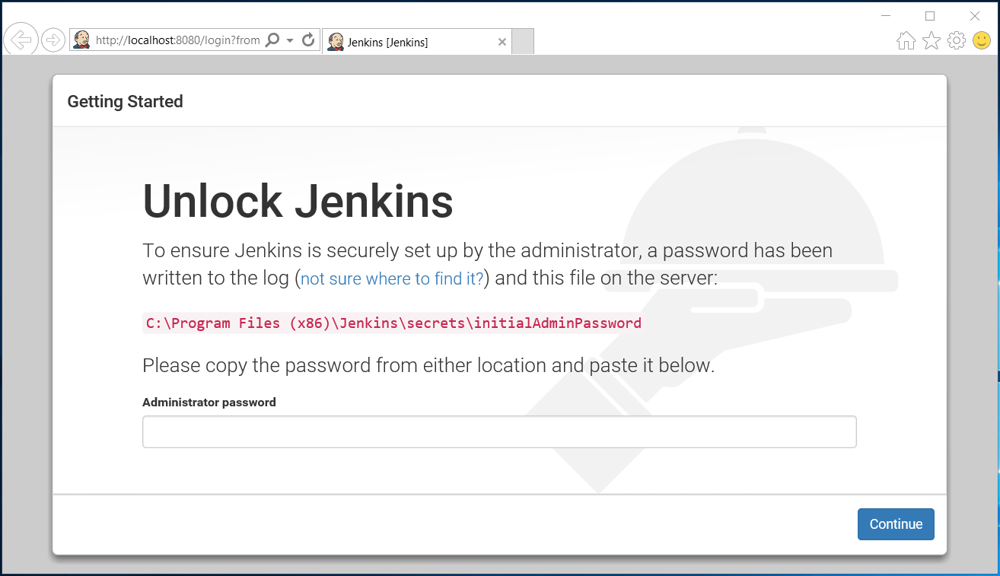 http://localhost:8080/login?from
Jenkins [Jenkins]
Getting Started
Unlock Jenkins
To ensure Jenkins is securely set up by the administrator, a password has been
written to the log (not sure where to find it?) and this file on the server:
C:\Program Files (x86)\Jenkins\secrets\initialAdminPassword
Please copy the password from either location and paste it below.
Administrator password
Continue